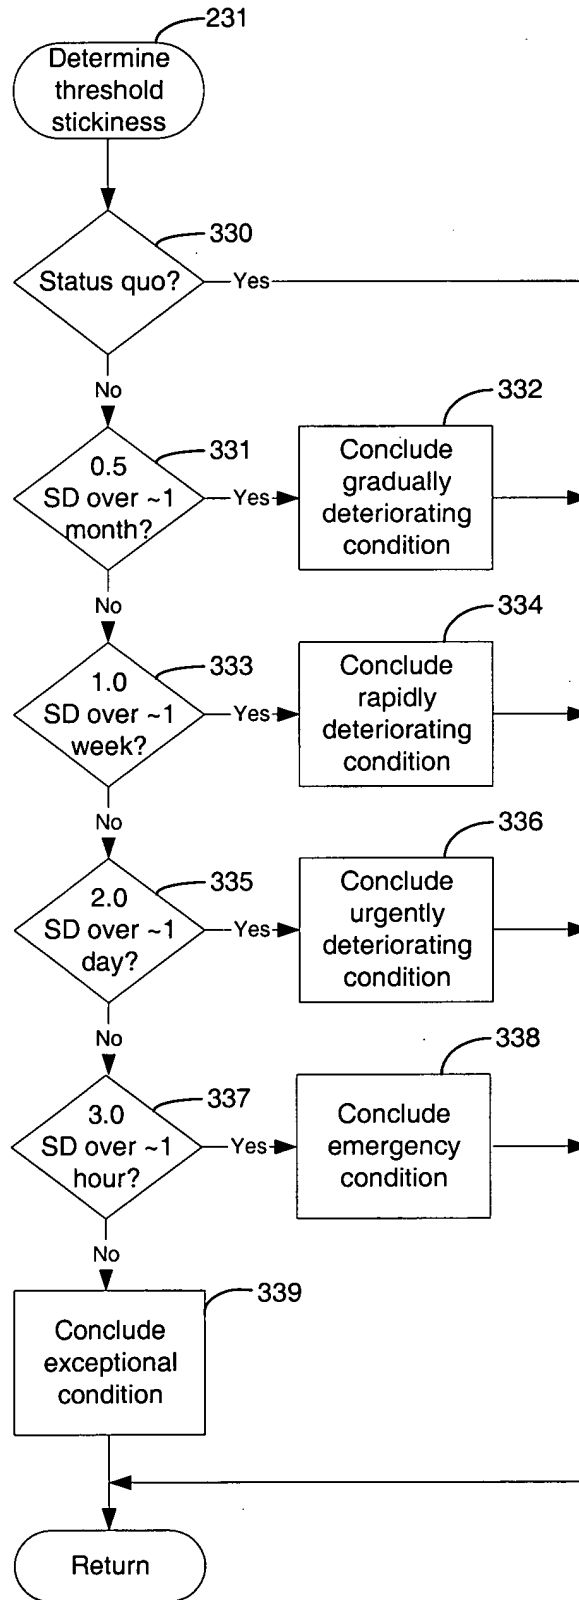 231
Determine
threshold
stickiness
330
Status quo?
Yes
No
331
0.5
SD over ~1
month?
Yes
332
Conclude
gradually
deteriorating
condition
No
333
1.0
SD over ~1
week?
Yes
334
Conclude
rapidly
deteriorating
condition
No
335
2.0
SD over ~1
day?
Yes
336
Conclude
urgently
deteriorating
condition
No
337
3.0
SD over ~1
hour?
Yes
338
Conclude
emergency
condition
No
339
Conclude
exceptional
condition
Return